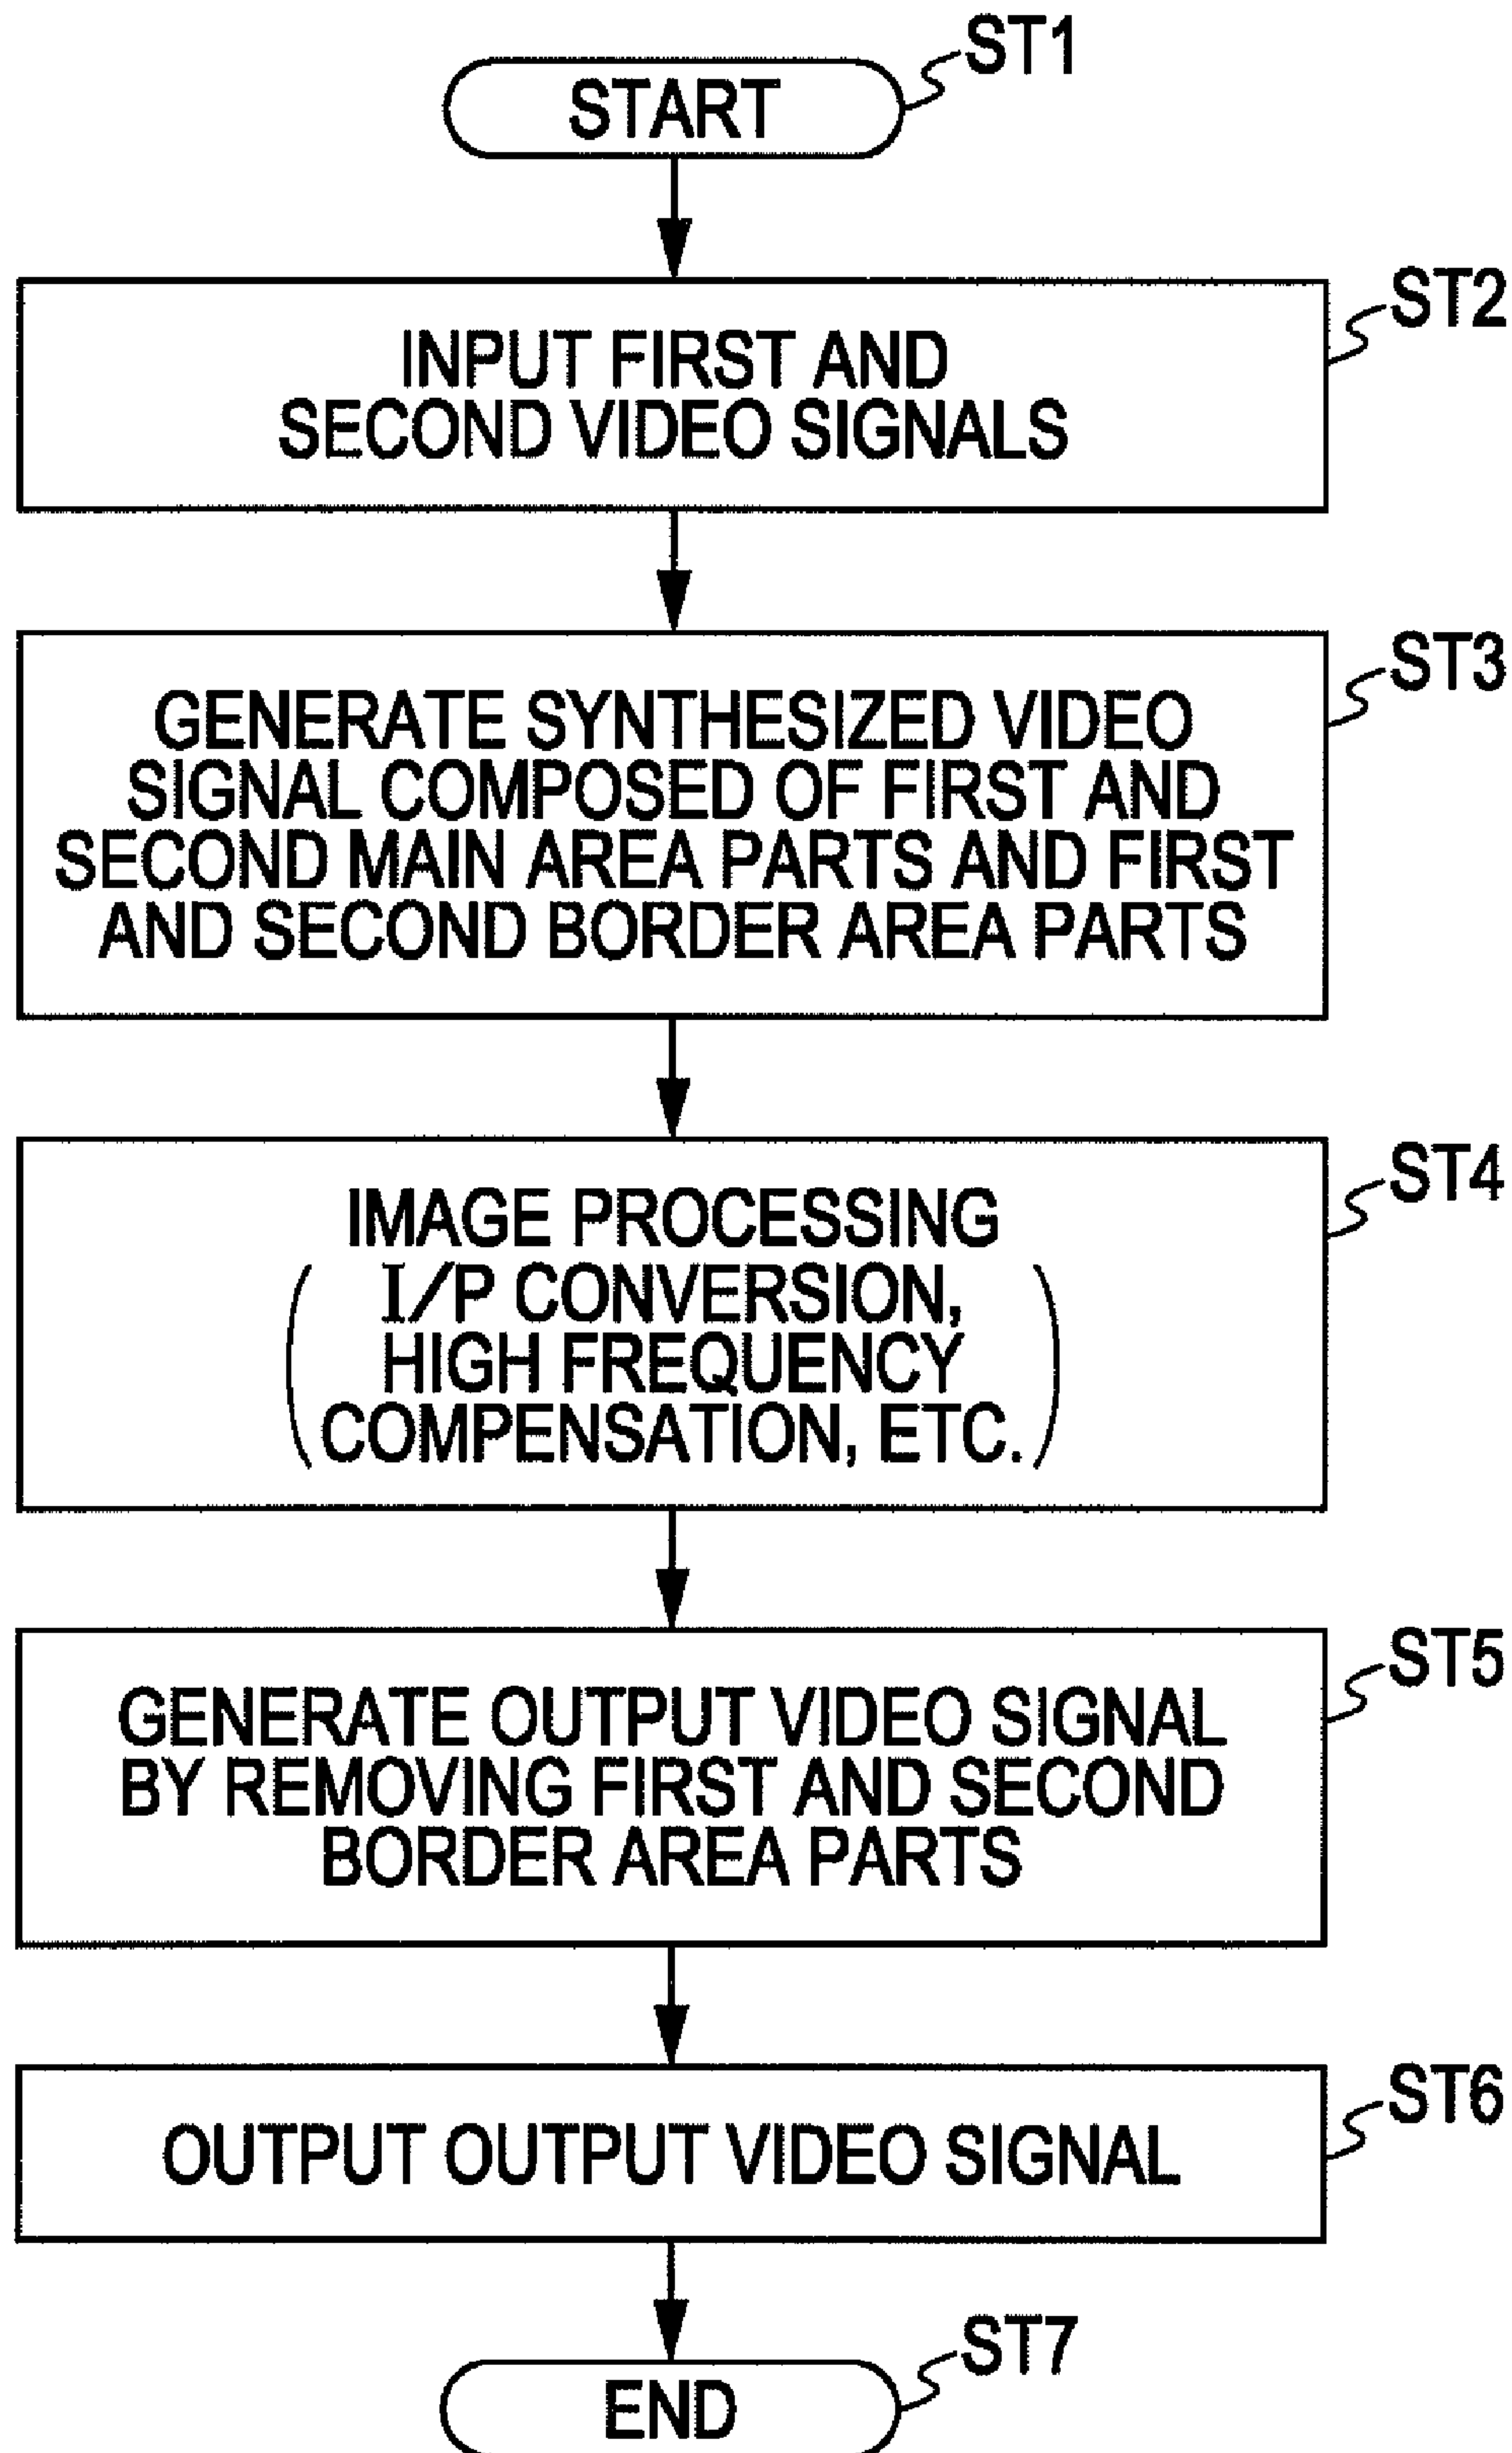 ST1
START
ST2
INPUT FIRST AND
SECOND VIDEO SIGNALS
ST3
GENERATE SYNTHESIZED VIDEO
SIGNAL COMPOSED OF FIRST AND
SECOND MAIN AREA PARTS AND FIRST
AND SECOND BORDER AREA PARTS
ST4
IMAGE PROCESSING
( I/P CONVERSION,
HIGH FREQUENCY
COMPENSATION, ETC. )
ST5
GENERATE OUTPUT VIDEO SIGNAL
BY REMOVING FIRST AND SECOND
BORDER AREA PARTS
ST6
OUTPUT OUTPUT VIDEO SIGNAL
ST7
END